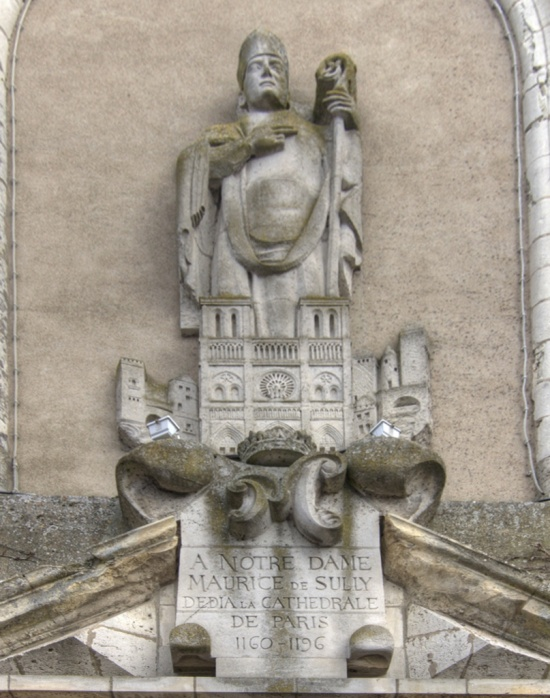 A NOTRE DAME
MAURICE DE SULLY
DEDIA LA CATHEDRALE
DE PARIS
1160-1196